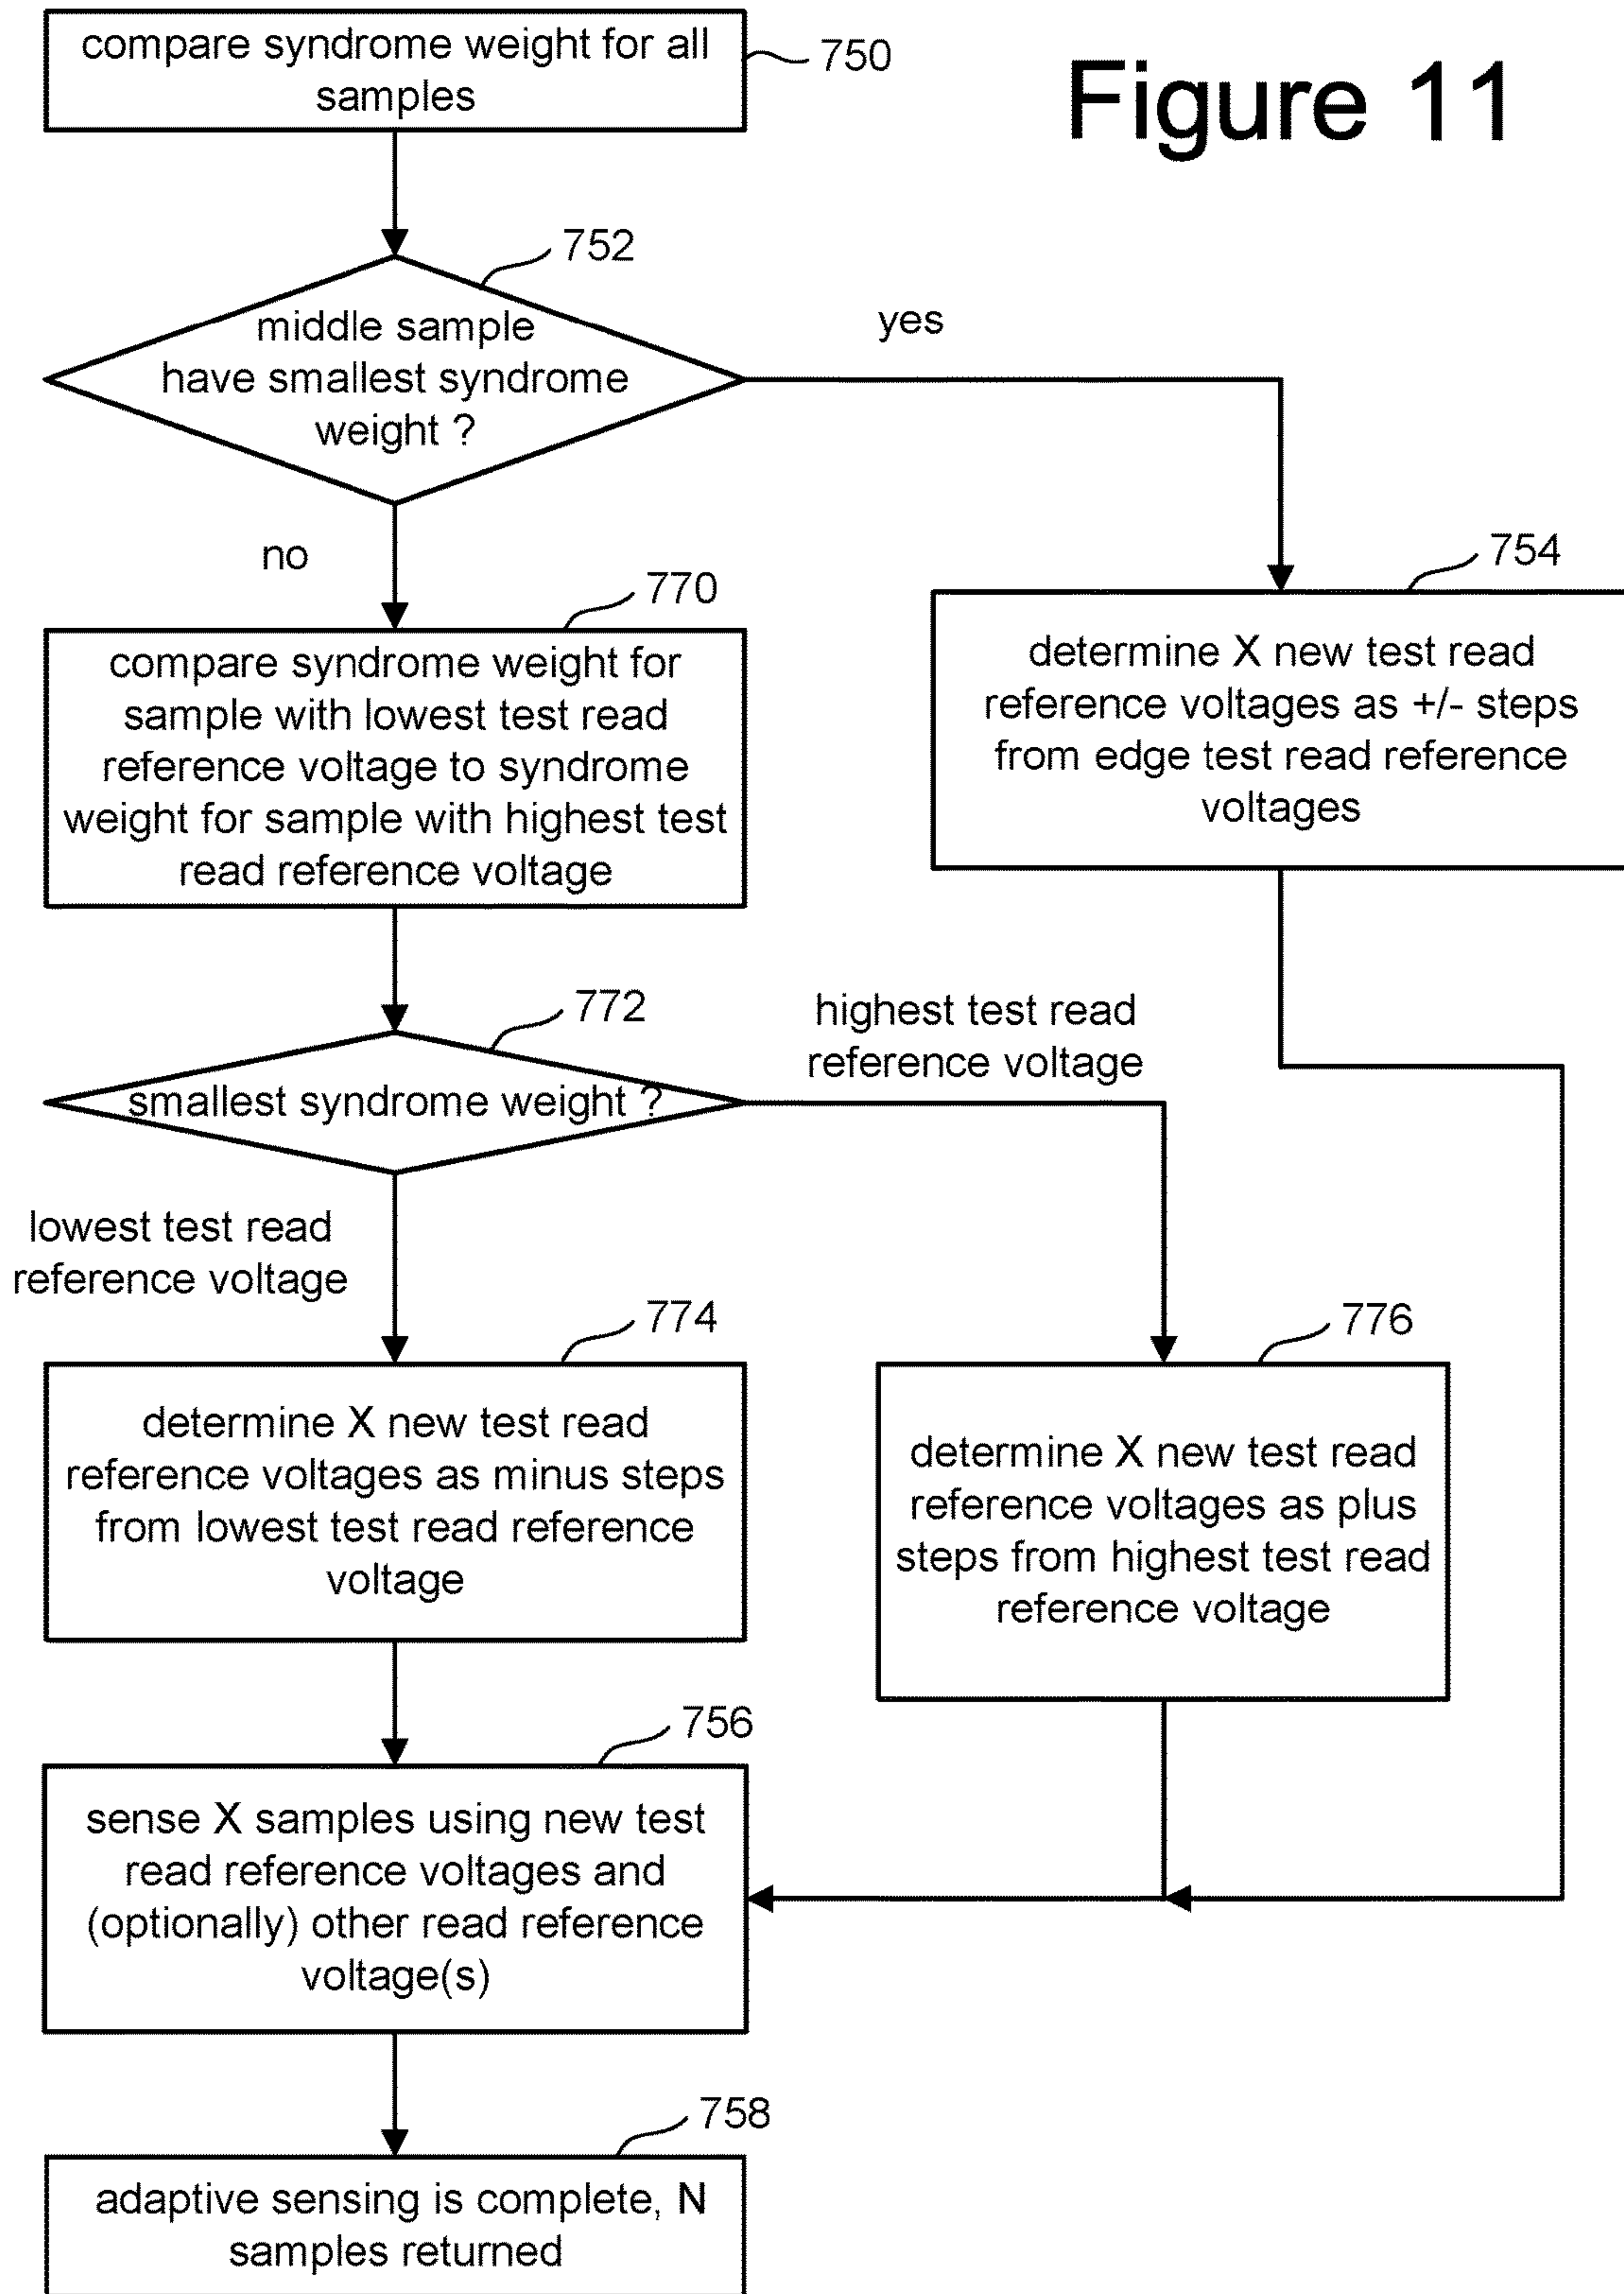 compare syndrome weight for all
samples
750
Figure 11
752
middle sample
have smallest syndrome
weight ?
yes
no
754
determine X new test read
reference voltages as +/- steps
from edge test read reference
voltages
770
compare syndrome weight for
sample with lowest test read
reference voltage to syndrome
weight for sample with highest test
read reference voltage
772
smallest syndrome weight ?
highest test read
reference voltage
lowest test read
reference voltage
774
determine X new test read
reference voltages as minus steps
from lowest test read reference
voltage
776
determine X new test read
reference voltages as plus
steps from highest test read
reference voltage
756
sense X samples using new test
read reference voltages and
(optionally) other read reference
voltage(s)
758
adaptive sensing is complete, N
samples returned